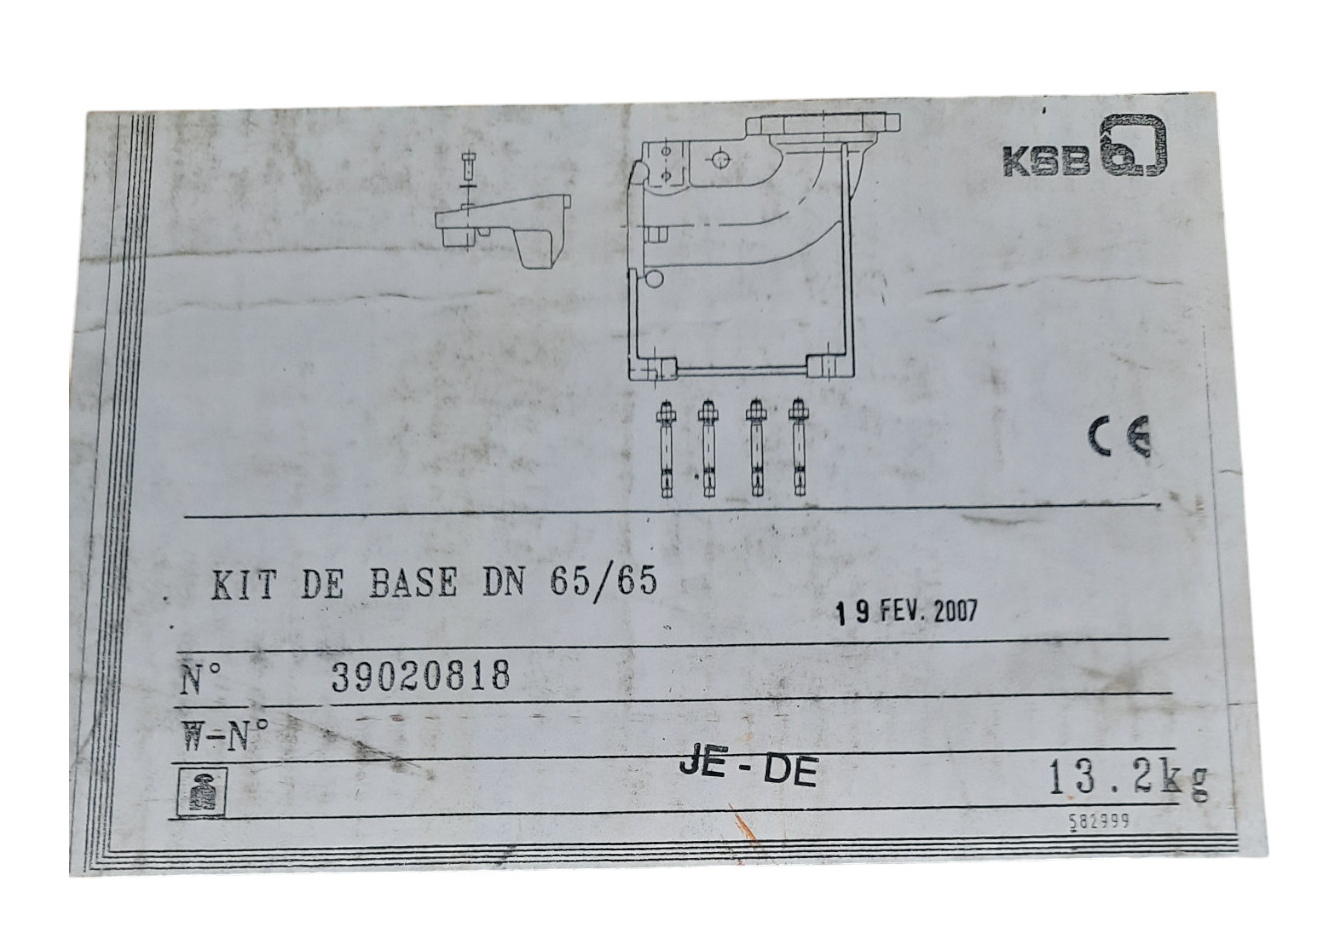 KSB
CE
KIT DE BASE DN 65/65
19 FEV. 2007
N° 39020818
W-N°
JE - DE
13.2kg
582999